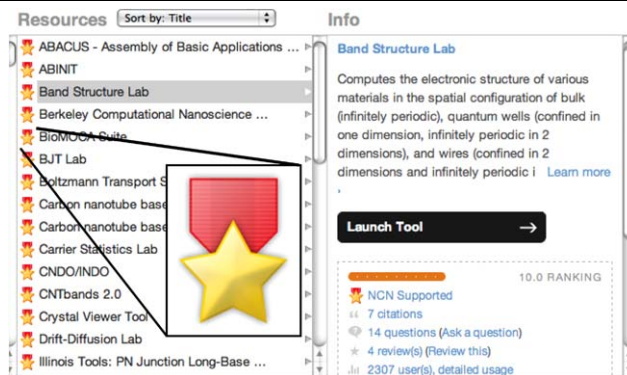 Resources
Sort by: Title
ABACUS - Assembly of Basic Applications ...
ABINIT
Band Structure Lab
Berkeley Computational Nanoscience ...
BioMOCA Suite
BJT Lab
Boltzmann Transport S
Carbon nanotube base
Carbon nanotube base
Carrier Statistics Lab
CNDO/INDO
CNTbands 2.0
Crystal Viewer Tool
Drift-Diffusion Lab
Illinois Tools: PN Junction Long-Base ...
Info
Band Structure Lab
Computes the electronic structure of various
materials in the spatial configuration of bulk
(infinitely periodic), quantum wells (confined in
one dimension, infinitely periodic in 2
dimensions), and wires (confined in 2
dimensions and infinitely periodic i Learn more
›
Launch Tool →
10.0 RANKING
NCN Supported
7 citations
14 questions (Ask a question)
4 review(s) (Review this)
2307 user(s), detailed usage